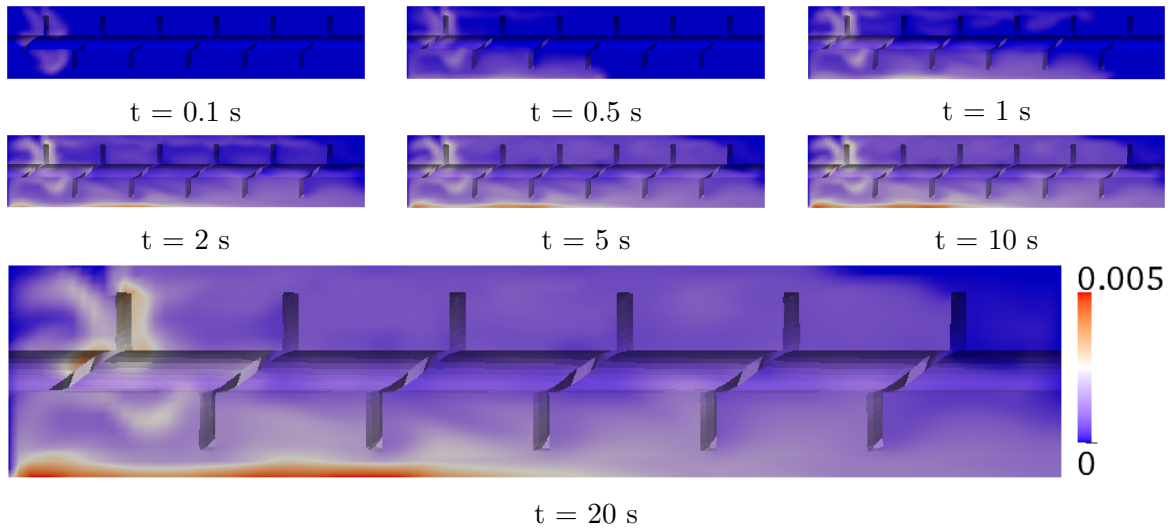 t = 0.1 s
t = 0.5 s
t = 1 s
t = 2 s
t = 5 s
t = 10 s
0.005
0
t = 20 s